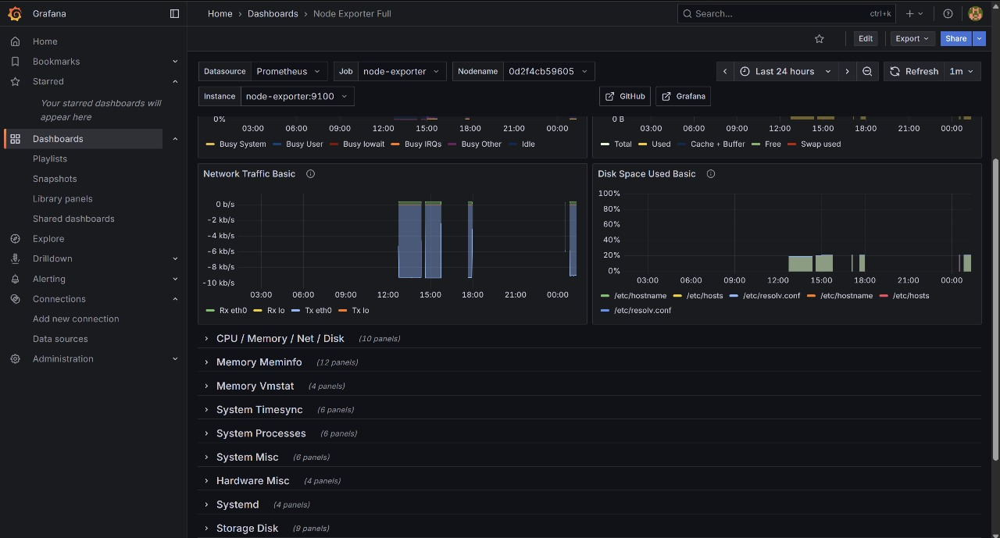 Grafana
Home › Dashboards › Node Exporter Full
Search...
ctrl+k
Edit
Export
Share
Home
Bookmarks
Starred
Your starred dashboards will
appear here
Dashboards
Playlists
Snapshots
Library panels
Shared dashboards
Explore
Drilldown
Alerting
Connections
Add new connection
Data sources
Administration
Datasource Prometheus Job node-exporter Nodename 0d2f4cb59605
Last 24 hours
Refresh 1m
Instance node-exporter:9100
GitHub
Grafana
0%
03:00 06:00 09:00 12:00 15:00 18:00 21:00 00:00
Busy System Busy User Busy Iowait Busy IRQs Busy Other Idle
0 B
03:00 06:00 09:00 12:00 15:00 18:00 21:00 00:00
Total Used Cache + Buffer Free Swap used
Network Traffic Basic
0 b/s
-2 kb/s
-4 kb/s
-6 kb/s
-8 kb/s
-10 kb/s
03:00 06:00 09:00 12:00 15:00 18:00 21:00 00:00
Rx eth0 Rx lo Tx eth0 Tx lo
Disk Space Used Basic
100%
80%
60%
40%
20%
0%
03:00 06:00 09:00 12:00 15:00 18:00 21:00 00:00
/etc/hostname /etc/hosts /etc/resolv.conf /etc/hostname /etc/hosts
/etc/resolv.conf
CPU / Memory / Net / Disk (10 panels)
Memory Meminfo (12 panels)
Memory Vmstat (4 panels)
System Timesync (6 panels)
System Processes (6 panels)
System Misc (6 panels)
Hardware Misc (4 panels)
Systemd (4 panels)
Storage Disk (9 panels)